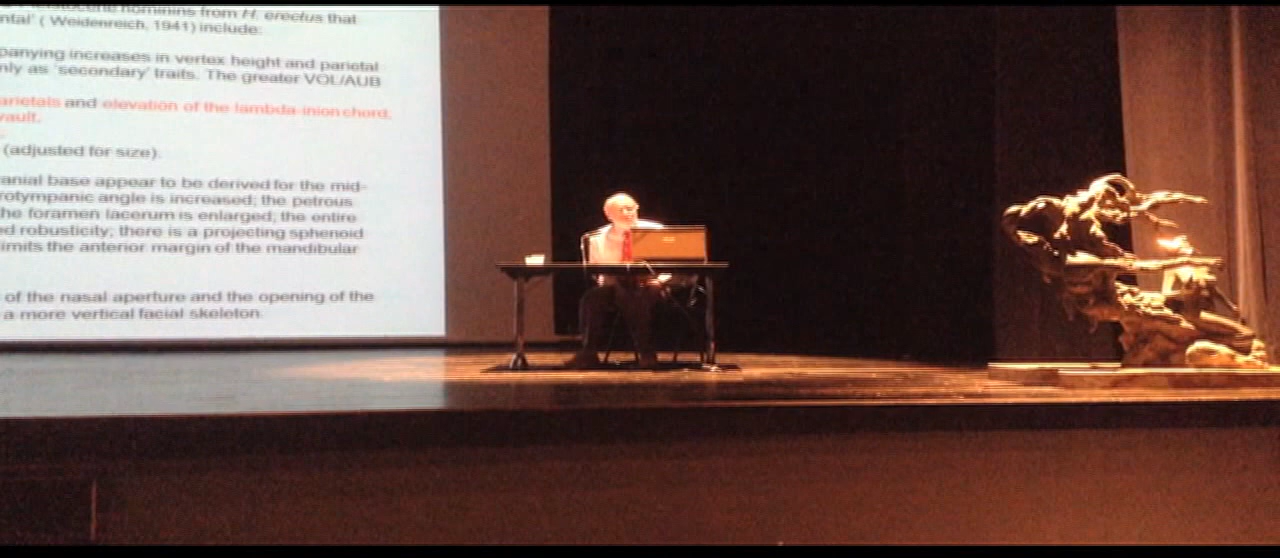 hominins from H. erectus that
ntal' ( Weidenreich, 1941) include:
panying increases in vertex height and parietal
nly as 'secondary' traits. The greater VOL/AUB
arietals and elevation of the lambda-inion chord,
vault.
(adjusted for size).
anial base appear to be derived for the mid-
rotympanic angle is increased; the petrous
he foramen lacerum is enlarged; the entire
ed robusticity; there is a projecting sphenoid
imits the anterior margin of the mandibular
of the nasal aperture and the opening of the
a more vertical facial skeleton.